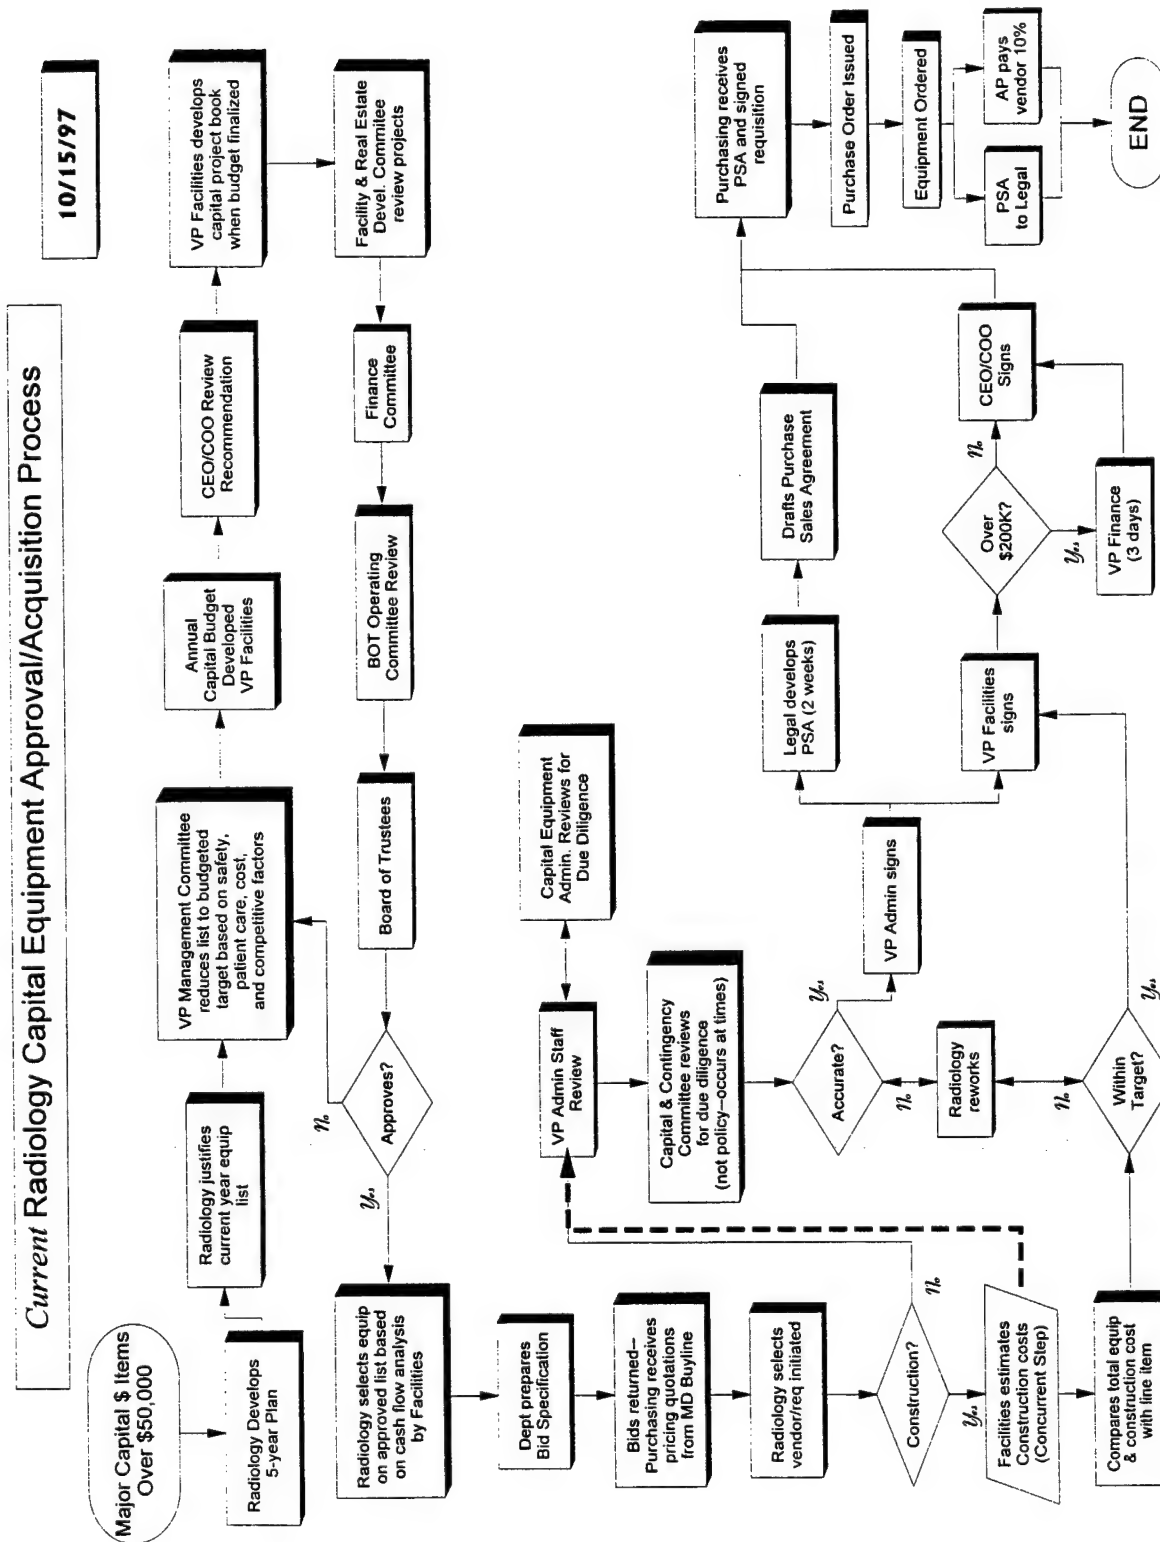 Current Radiology Capital Equipment Approval/Acquisition Process
10/15/97
Major Capital $ Items
Over $50,000
Radiology Develops
5-year Plan
Radiology justifies
current year equip
list
VP Management Committee
reduces list to budgeted
target based on safety,
patient care, cost,
and competitive factors
Annual
Capital Budget
Developed
VP Facilities
CEO/COO Review
Recommendation
VP Facilities develops
capital project book
when budget finalized
Facility & Real Estate
Devel. Commitee
review projects
Finance
Committee
BOT Operating
Committee Review
Board of Trustees
Approves?
No
Yes
Radiology selects equip
on approved list based
on cash flow analysis
by Facilities
Dept prepares
Bid Specification
Bids returned–
Purchasing receives
pricing quotations
from MD Buyline
Radiology selects
vendor/req initiated
Construction?
No
Yes
Facilities estimates
Construction costs
(Concurrent Step)
Compares total equip
& construction cost
with line item
Within
Target?
No
Yes
VP Admin Staff
Review
Capital Equipment
Admin. Reviews for
Due Diligence
Capital & Contingency
Committee reviews
for due diligence
(not policy–occurs at times)
Accurate?
Yes
No
Radiology
reworks
VP Admin signs
Legal develops
PSA (2 weeks)
Drafts Purchase
Sales Agreement
VP Facilities
signs
Over
$200K?
No
Yes
VP Finance
(3 days)
CEO/COO
Signs
Purchasing receives
PSA and signed
requisition
Purchase Order Issued
Equipment Ordered
PSA
to Legal
AP pays
vendor 10%
END